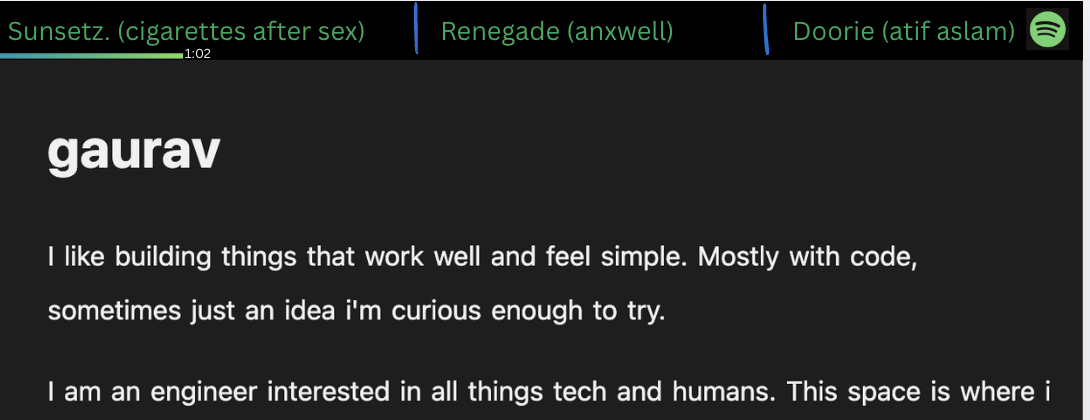 Sunsetz. (cigarettes after sex) Renegade (anxwell) Doorie (atif aslam)
1:02
gaurav
I like building things that work well and feel simple. Mostly with code,
sometimes just an idea i'm curious enough to try.
I am an engineer interested in all things tech and humans. This space is where i